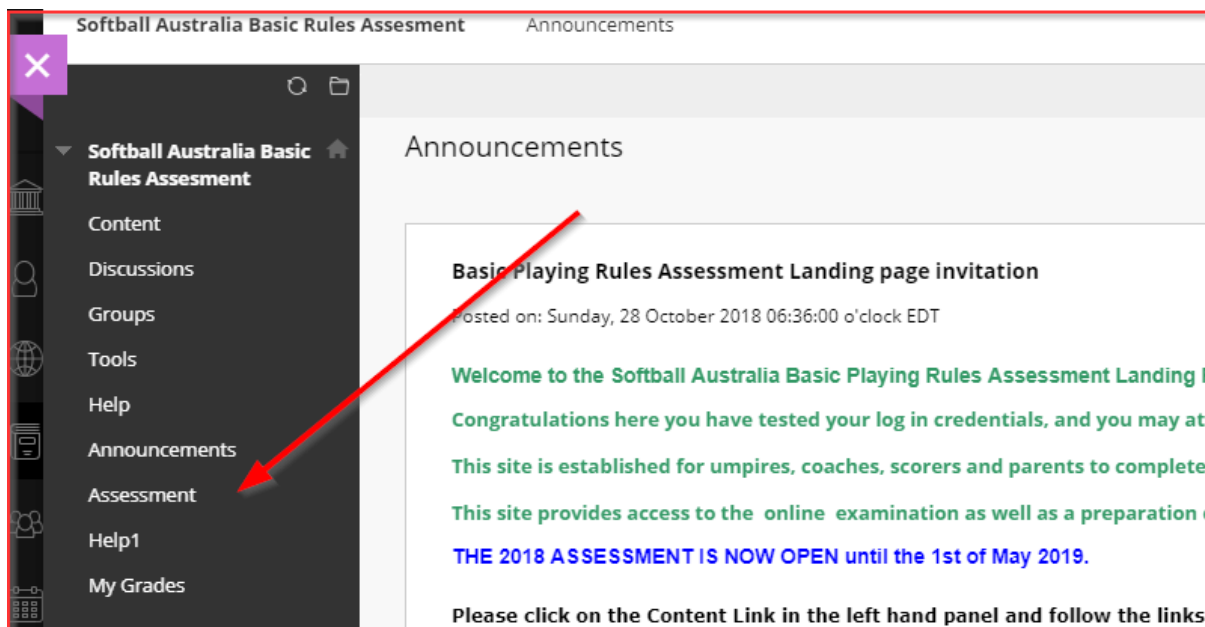 Softball Australia Basic Rules Assesment Announcements
Softball Australia Basic
Rules Assesment
Content
Discussions
Groups
Tools
Help
Announcements
Assessment
Help1
My Grades
Announcements
Basic Playing Rules Assessment Landing page invitation
Posted on: Sunday, 28 October 2018 06:36:00 o'clock EDT
Welcome to the Softball Australia Basic Playing Rules Assessment Landing
Congratulations here you have tested your log in credentials, and you may at
This site is established for umpires, coaches, scorers and parents to complete
This site provides access to the online examination as well as a preparation
THE 2018 ASSESSMENT IS NOW OPEN until the 1st of May 2019.
Please click on the Content Link in the left hand panel and follow the links